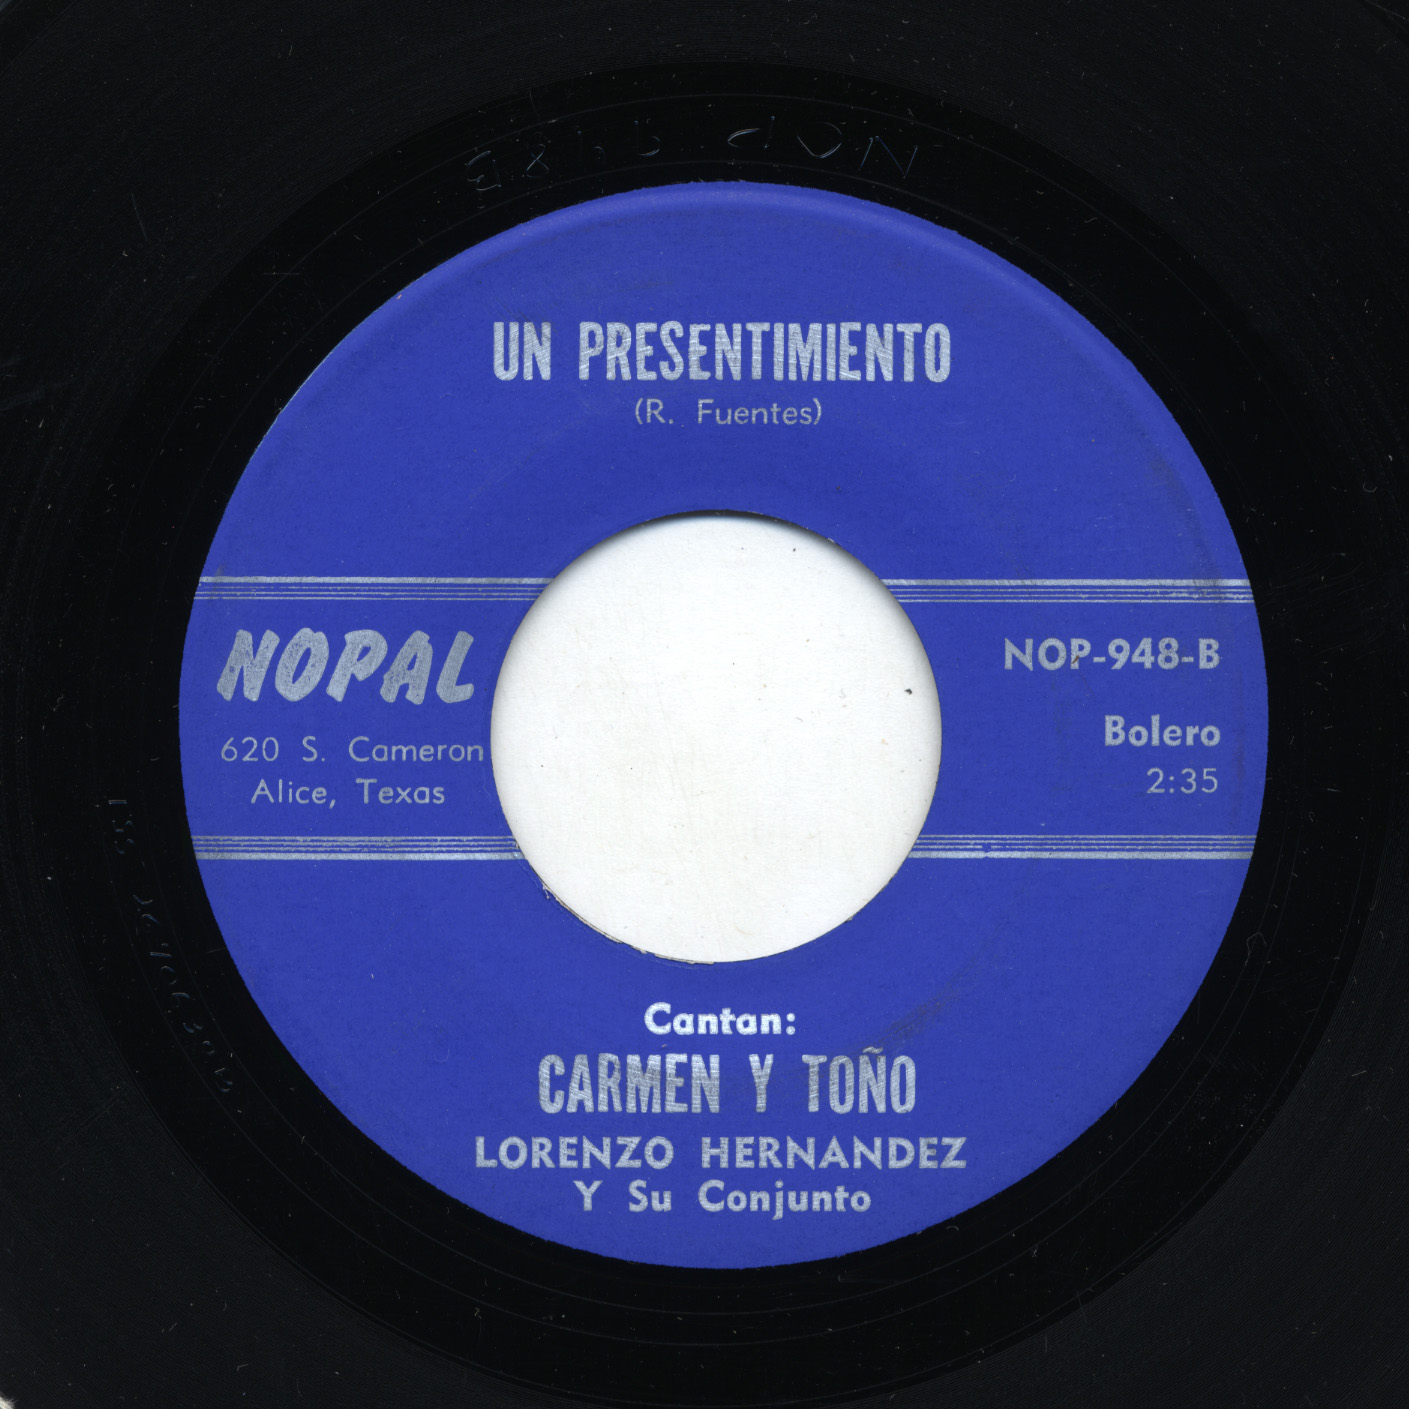 UN PRESENTIMIENTO
(R. Fuentes)
NOPAL
620 S. Cameron
Alice, Texas
NOP-948-B
Bolero
2:35
Cantan:
CARMEN Y TOÑO
LORENZO HERNANDEZ
Y Su Conjunto